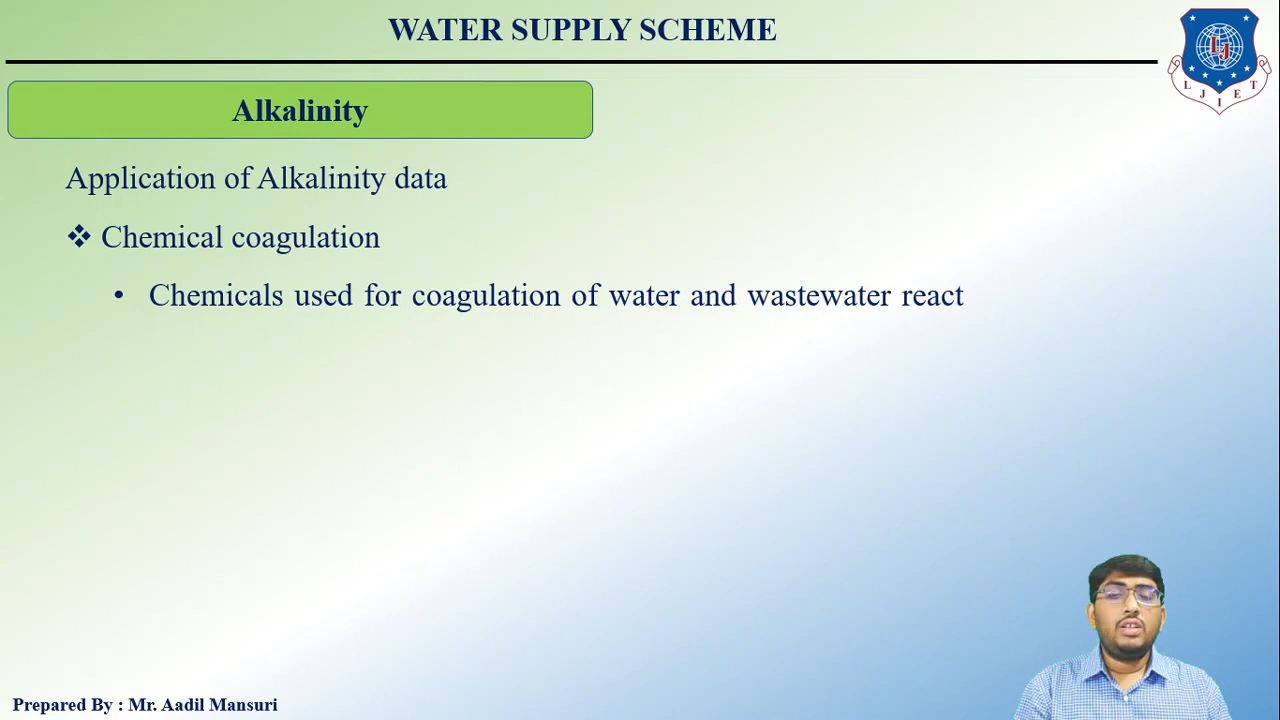 WATER SUPPLY SCHEME
LJ
L J I E T
Alkalinity
Application of Alkalinity data
❖ Chemical coagulation
• Chemicals used for coagulation of water and wastewater react
Prepared By : Mr. Aadil Mansuri